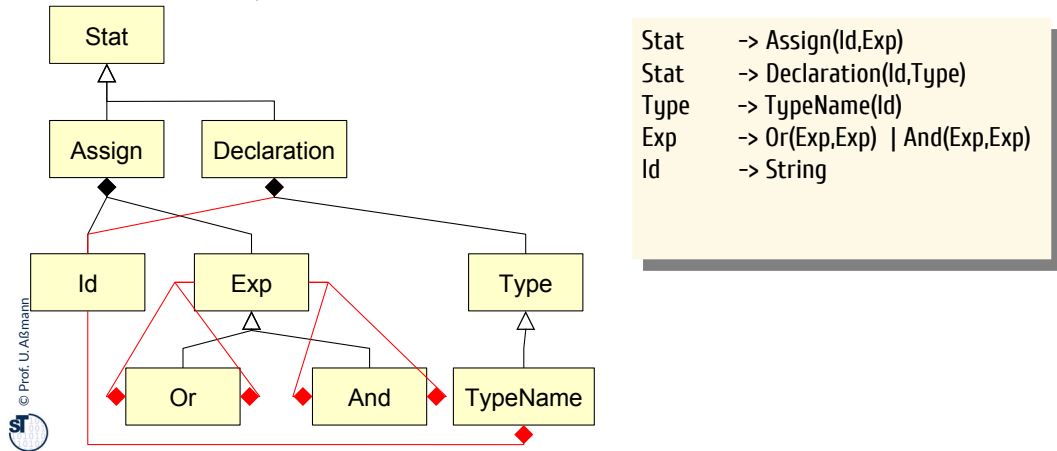 Stat
Assign
Declaration
Id
Exp
Type
Or
And
TypeName
© Prof. U. Aßmann
ST
Stat -> Assign(Id,Exp)
Stat -> Declaration(Id,Type)
Type -> TypeName(Id)
Exp -> Or(Exp,Exp) | And(Exp,Exp)
Id -> String